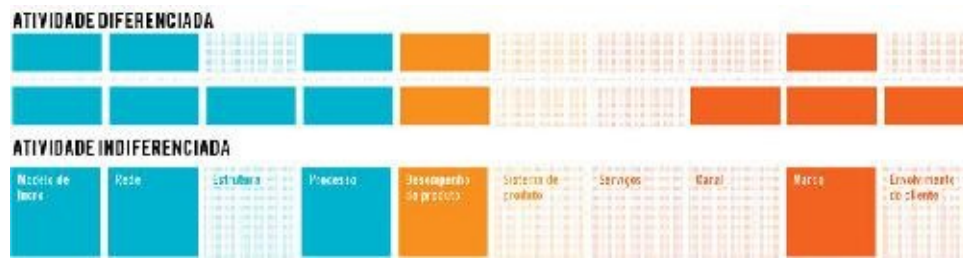 ATIVIDADE DIFERENCIADA
ATIVIDADE INDIFERENCIADA
Modelo de
lucro
Rede
Estrutura
Processo
Desempenho
de produto
Sistema de
produto
Serviços
Canal
Marca
Envolvimento
do cliente